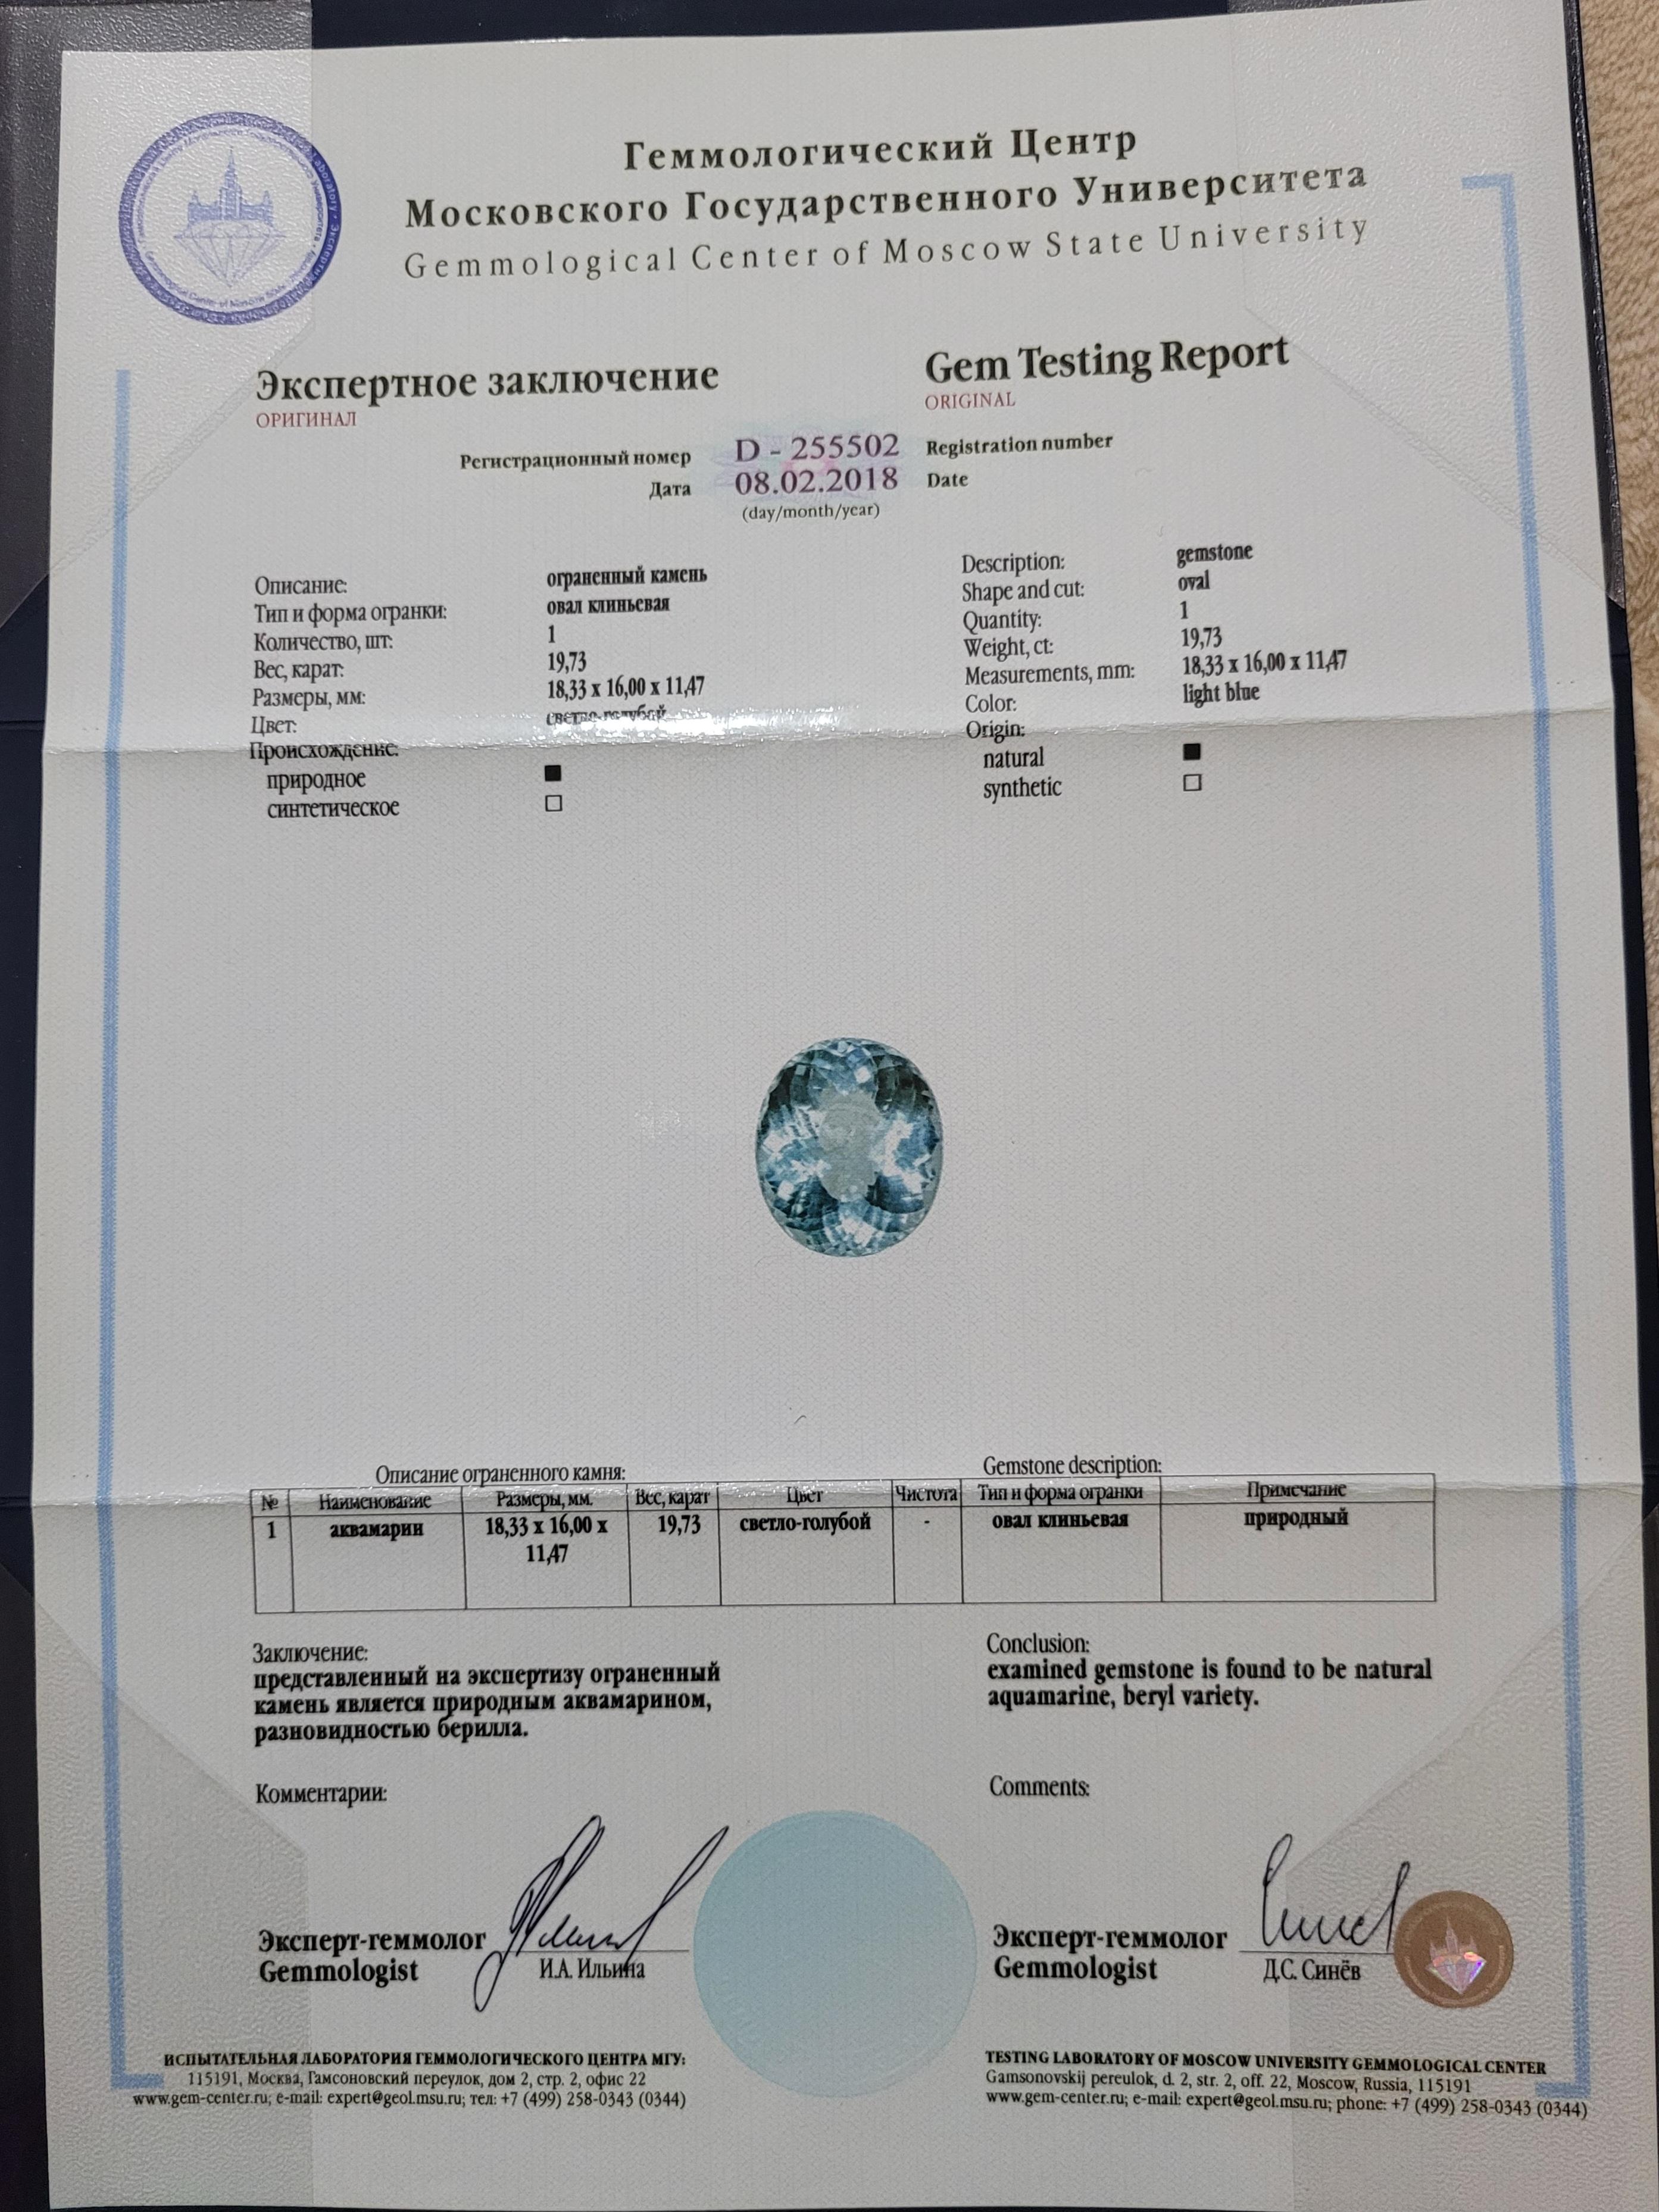 Геммологический Центр
Московского Государственного Университета
Gemmological Center of Moscow State University
Экспертное заключение
ОРИГИНАЛ
Gem Testing Report
ORIGINAL
Регистрационный номер D - 255502 Registration number
Дата 08.02.2018 Date
(day/month/year)
Описание: ограненный камень
Тип и форма огранки: овал клиньевая
Количество, шт: 1
Вес, карат: 19,73
Размеры, мм: 18,33 x 16,00 x 11,47
Цвет: светло-голубой
Происхождение:
природное ■
синтетическое □
Description: gemstone
Shape and cut: oval
Quantity: 1
Weight, ct: 19,73
Measurements, mm: 18,33 x 16,00 x 11,47
Color: light blue
Origin:
natural ■
synthetic □
Описание ограненного камня: Gemstone description:
№ Наименование Размеры, мм. Вес, карат Цвет Чистота Тип и форма огранки Примечание
1 аквамарин 18,33 x 16,00 x 19,73 светло-голубой - овал клиньевая природный
11,47
Заключение:
представленный на экспертизу ограненный
камень является природным аквамарином,
разновидностью берилла.
Conclusion:
examined gemstone is found to be natural
aquamarine, beryl variety.
Комментарии:
Comments:
Эксперт-геммолог
Gemmologist И.А. Ильина
Эксперт-геммолог
Gemmologist Д.С. Синёв
ИСПЫТАТЕЛЬНАЯ ЛАБОРАТОРИЯ ГЕММОЛОГИЧЕСКОГО ЦЕНТРА МГУ:
115191, Москва, Гамсоновский переулок, дом 2, стр. 2, офис 22
www.gem-center.ru; e-mail: expert@geol.msu.ru; тел: +7 (499) 258-0343 (0344)
TESTING LABORATORY OF MOSCOW UNIVERSITY GEMMOLOGICAL CENTER
Gamsonovskij pereulok, d. 2, str. 2, off. 22, Moscow, Russia, 115191
www.gem-center.ru; e-mail: expert@geol.msu.ru; phone: +7 (499) 258-0343 (0344)